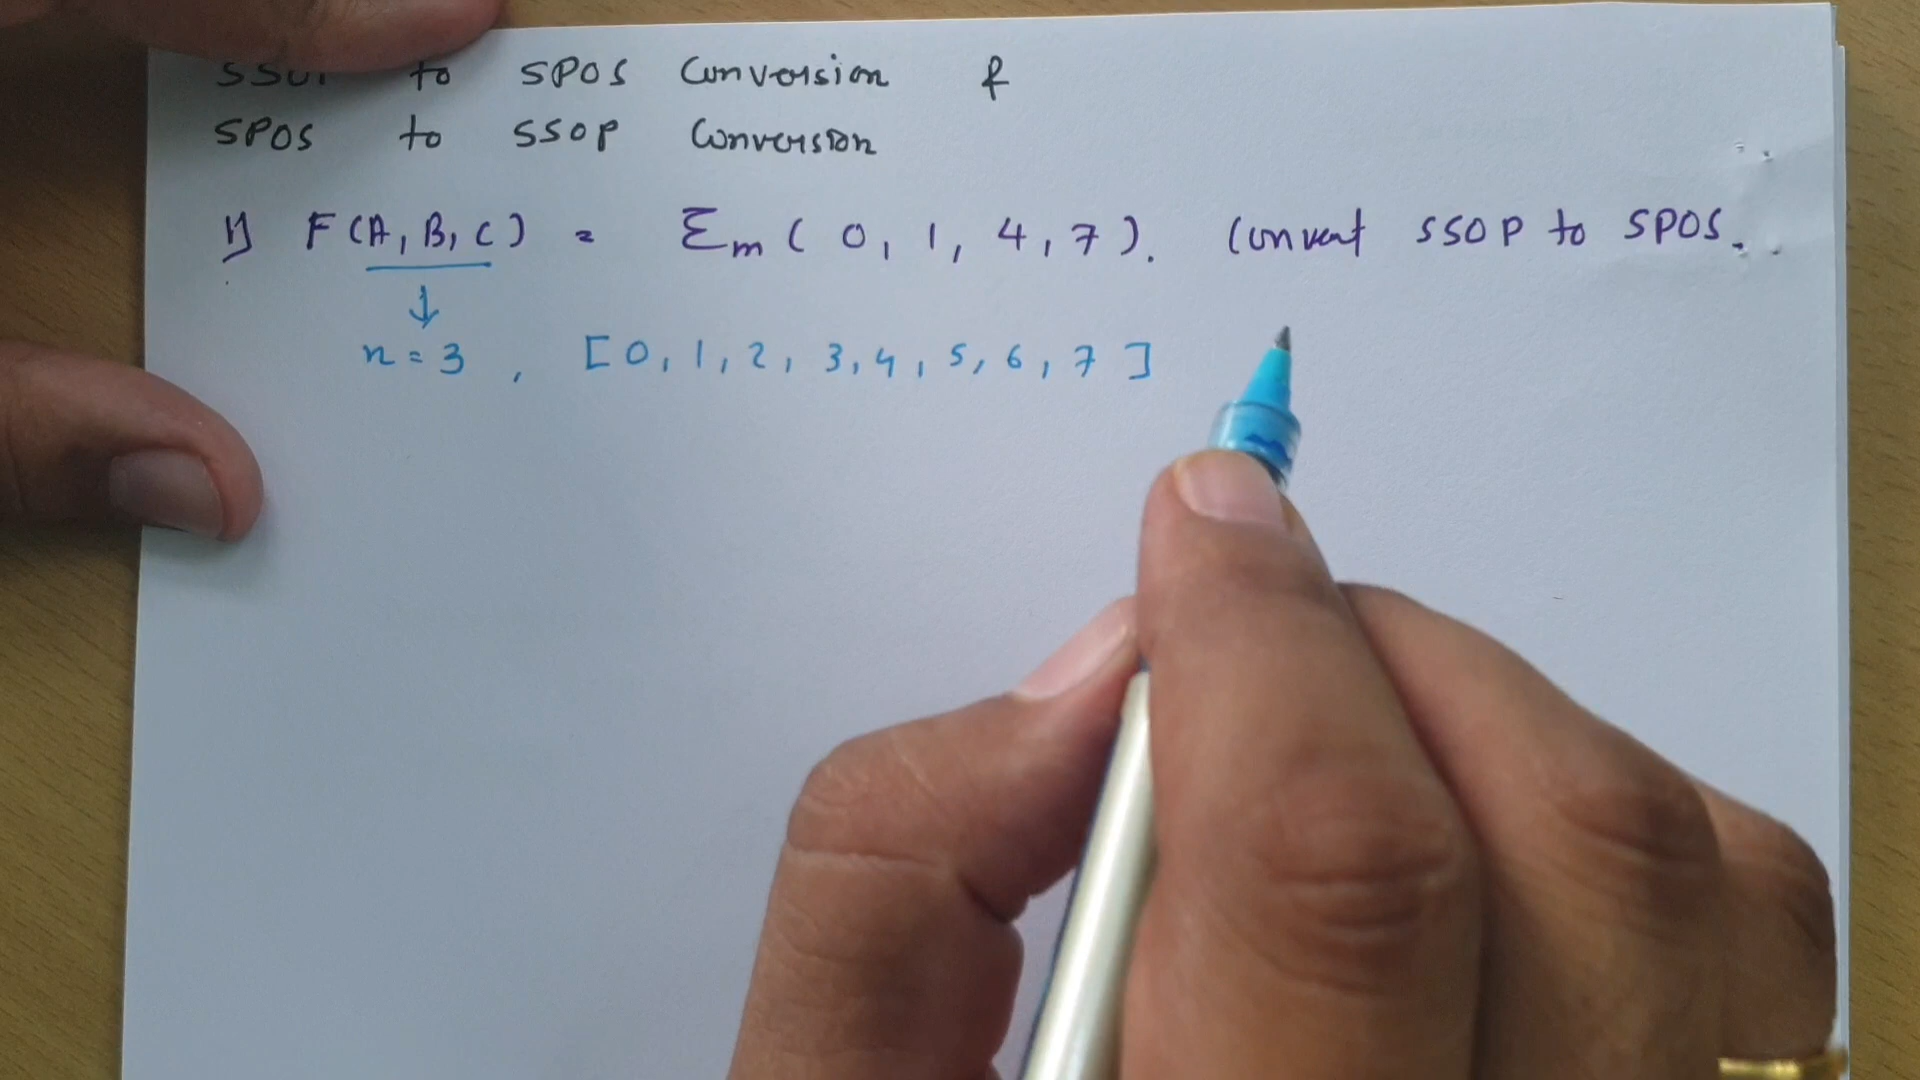 to SPOS Conversion &
SPOS to SSOP Conversion
1) F(A, B, C) = Σm ( 0, 1, 4, 7 ). Convert SSOP to SPOS.
↓
n = 3 , [ 0, 1, 2, 3, 4, 5, 6, 7 ]